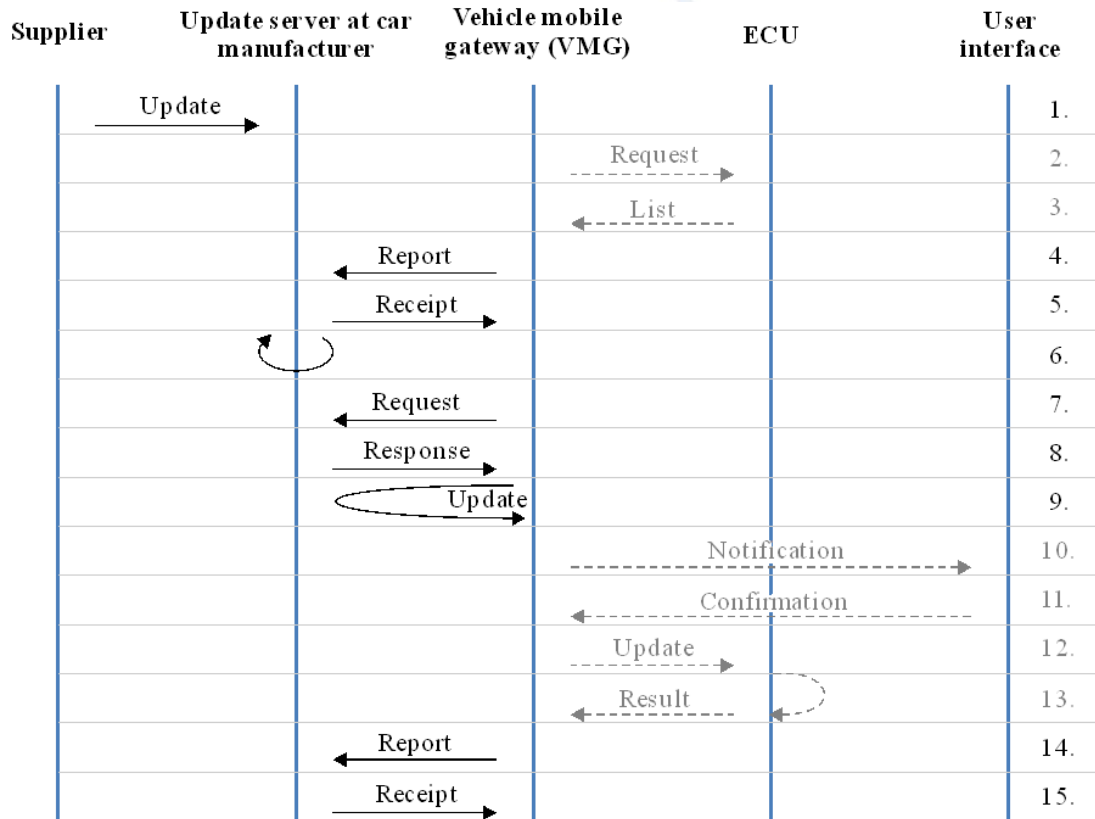 Supplier
Update server at car
manufacturer
Vehicle mobile
gateway (VMG)
ECU
User
interface
Update
1.
Request
2.
List
3.
Report
4.
Receipt
5.
6.
Request
7.
Response
8.
Update
9.
Notification
10.
Confirmation
11.
Update
12.
Result
13.
Report
14.
Receipt
15.